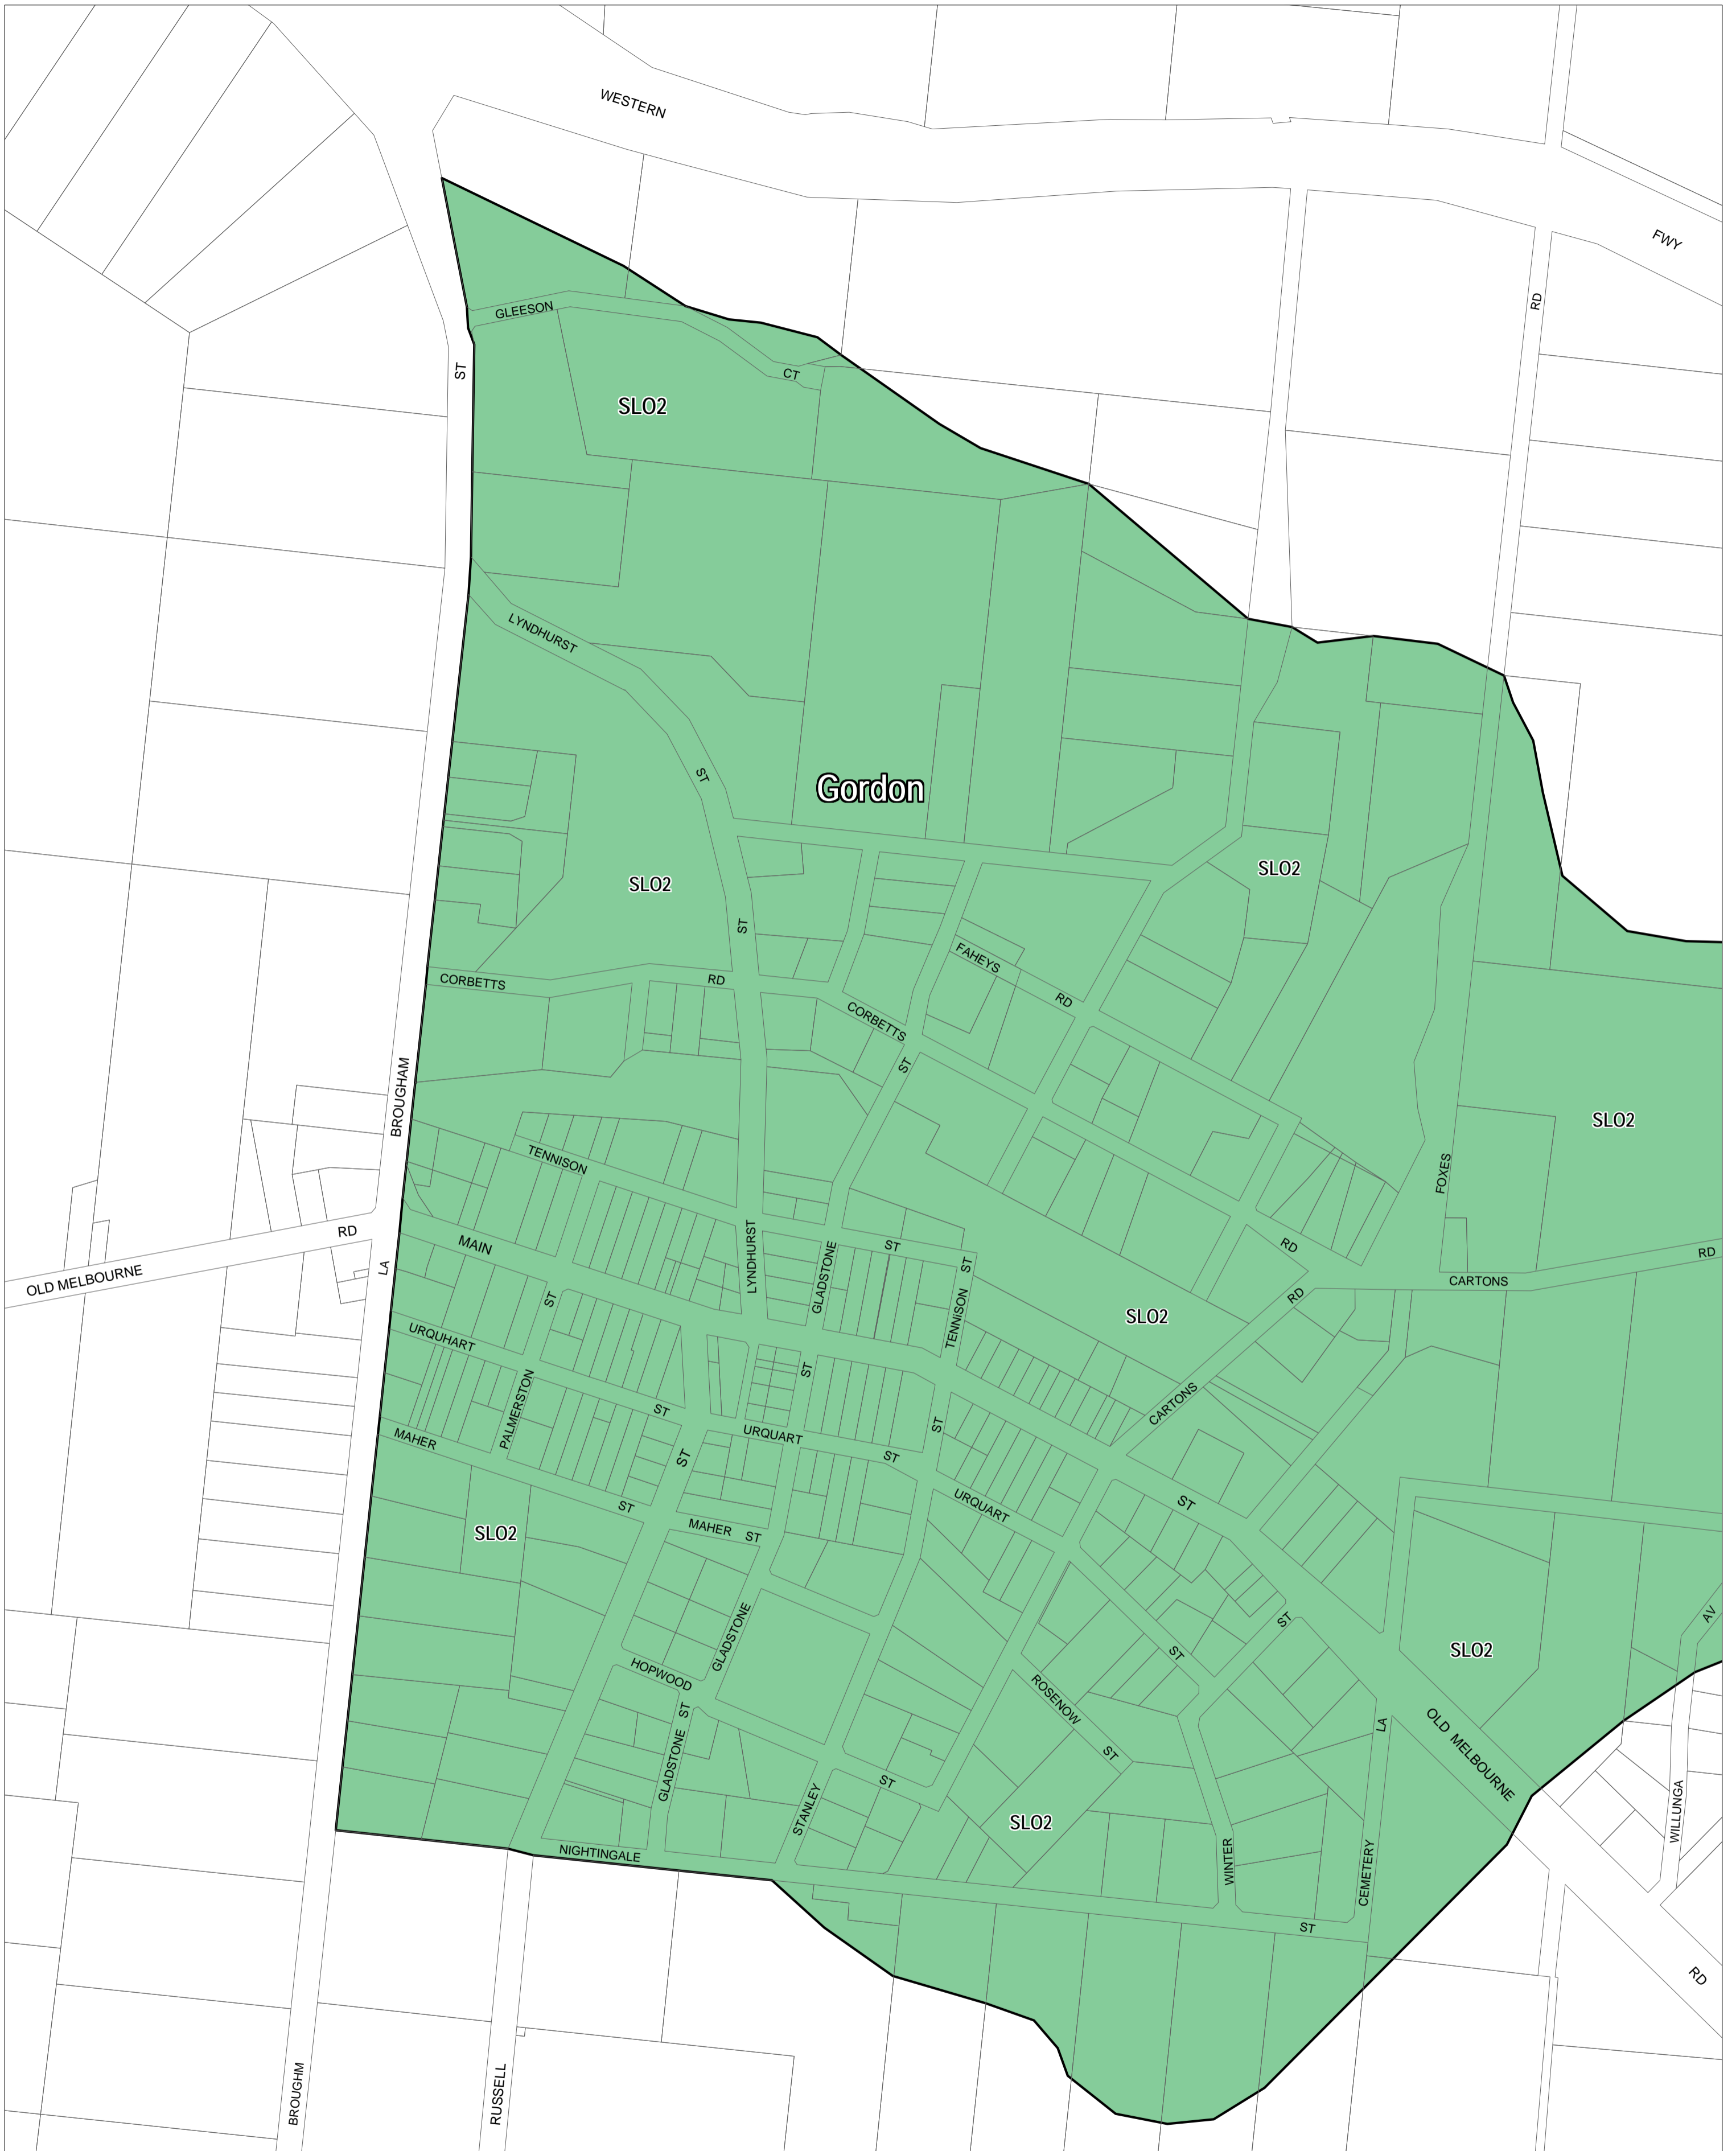 WESTERN
FWY
RD
GLEESON
ST
CT
SLO2
LYNDHURST
ST
Gordon
SLO2
SLO2
ST
FAHEYS
CORBETTS
RD
RD
CORBETTS
ST
BROUGHAM
SLO2
TENNISON
FOXES
RD
MAIN
LYNDHURST
ST
RD
RD
GLADSTONE
ST
OLD MELBOURNE
LA
CARTONS
ST
RD
TENNISON
SLO2
URQUHART
ST
PALMERSTON
ST
CARTONS
MAHER
URQUART
ST
ST
ST
ST
URQUART
ST
SLO2
MAHER ST
AV
ST
GLADSTONE
ST
SLO2
HOPWOOD
ROSENOW
ST
LA
OLD MELBOURNE
GLADSTONE
ST
ST
STANLEY
WILLUNGA
SLO2
NIGHTINGALE
WINTER
CEMETERY
ST
RD
BROUGHM
RUSSELL